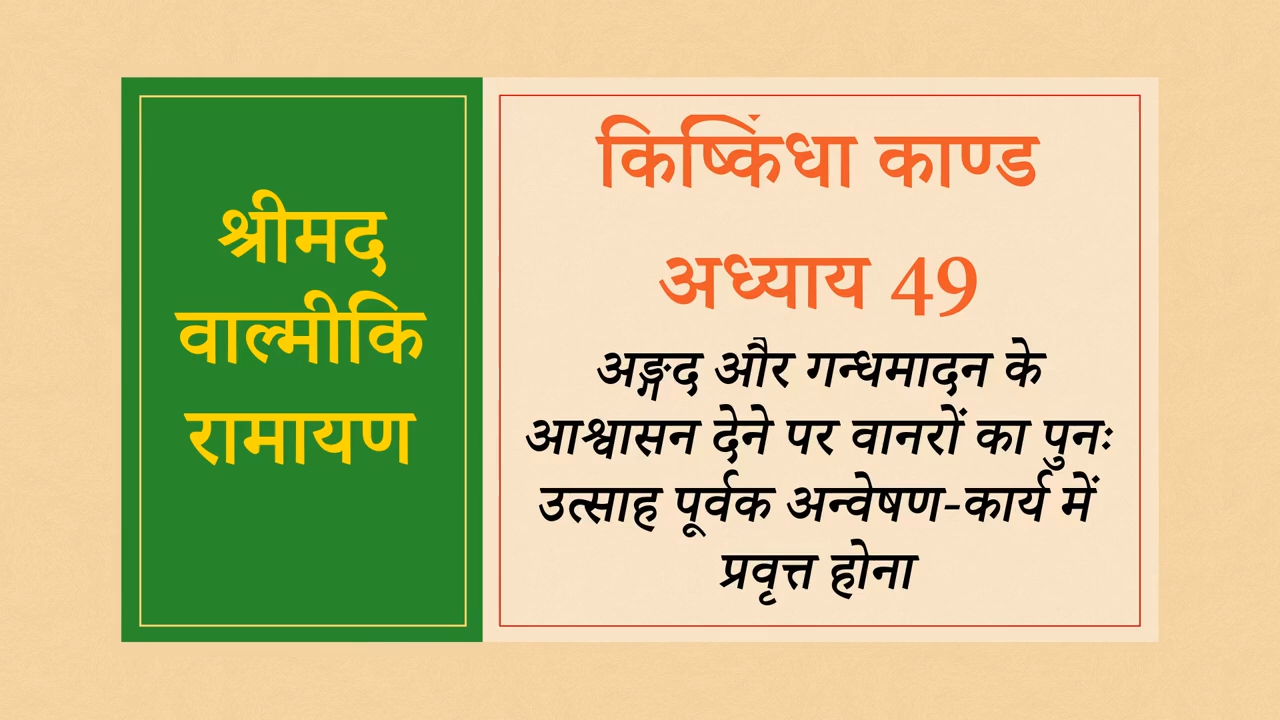 श्रीमद
वाल्मीकि
रामायण
किष्किंधा काण्ड
अध्याय 49
अङ्गद और गन्धमादन के
आश्वासन देने पर वानरों का पुनः
उत्साह पूर्वक अन्वेषण-कार्य में
प्रवृत्त होना